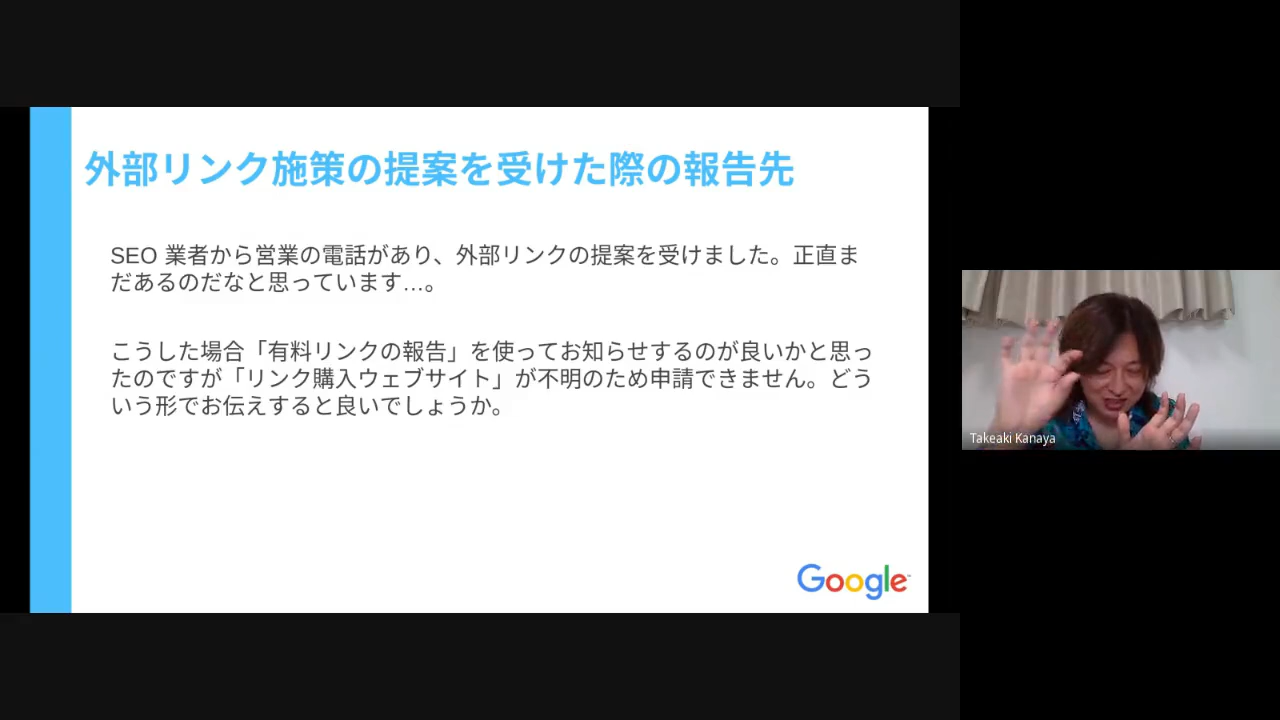 外部リンク施策の提案を受けた際の報告先
SEO 業者から営業の電話があり、外部リンクの提案を受けました。正直ま
だあるのだなと思っています…。
こうした場合「有料リンクの報告」を使ってお知らせするのが良いかと思っ
たのですが「リンク購入ウェブサイト」が不明のため申請できません。どう
いう形でお伝えすると良いでしょうか。
Google
Takeaki Kanaya